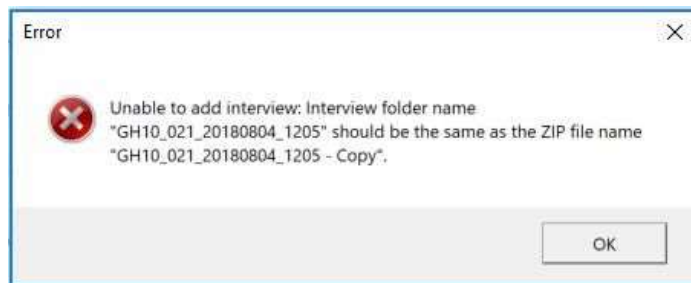 Error
Unable to add interview: Interview folder name
"GH10_021_20180804_1205" should be the same as the ZIP file name
"GH10_021_20180804_1205 - Copy".
OK